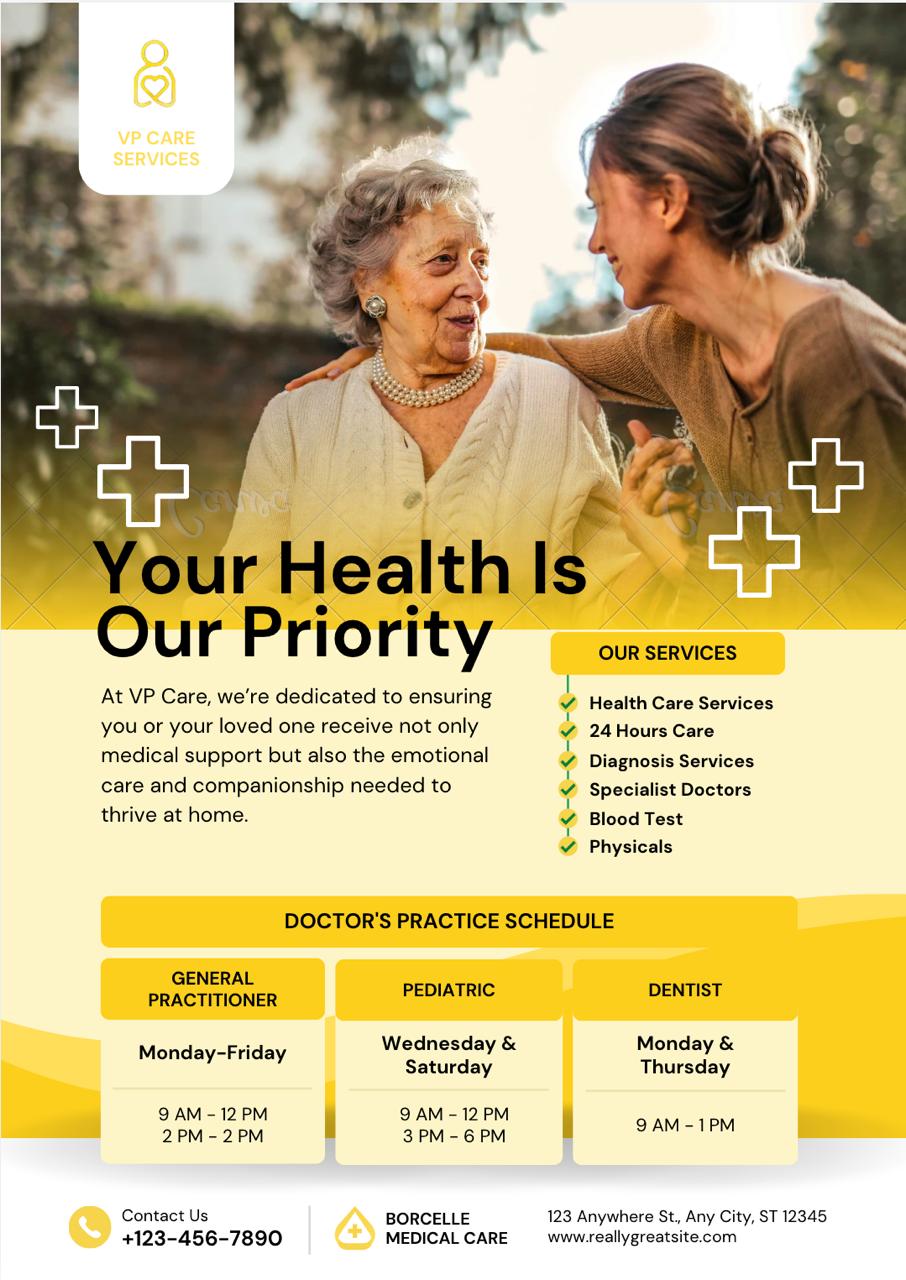 VP CARE
SERVICES
Canva
Canva
Your Health Is
Our Priority
At VP Care, we’re dedicated to ensuring
you or your loved one receive not only
medical support but also the emotional
care and companionship needed to
thrive at home.
OUR SERVICES
Health Care Services
24 Hours Care
Diagnosis Services
Specialist Doctors
Blood Test
Physicals
DOCTOR'S PRACTICE SCHEDULE
GENERAL
PRACTITIONER
Monday-Friday
9 AM - 12 PM
2 PM - 2 PM
PEDIATRIC
Wednesday &
Saturday
9 AM - 12 PM
3 PM - 6 PM
DENTIST
Monday &
Thursday
9 AM - 1 PM
Contact Us
+123-456-7890
BORCELLE
MEDICAL CARE
123 Anywhere St., Any City, ST 12345
www.reallygreatsite.com